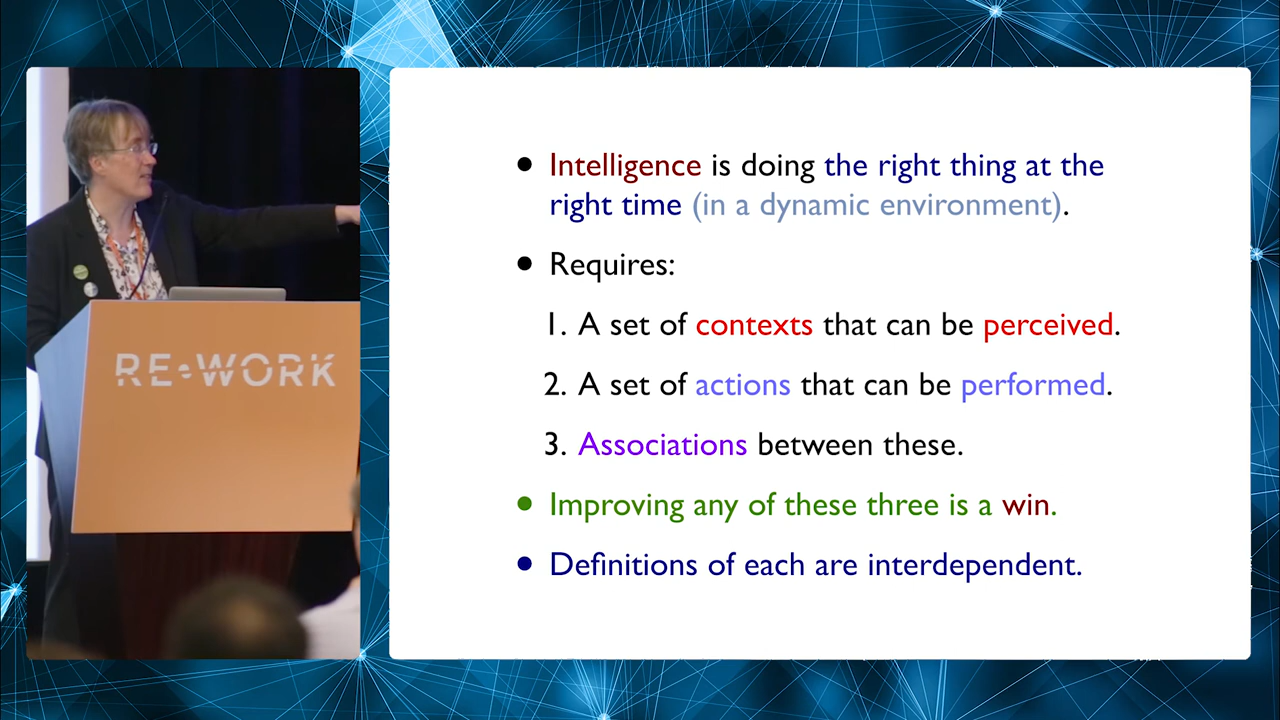 RE•WORK
• Intelligence is doing the right thing at the
right time (in a dynamic environment).
• Requires:
1. A set of contexts that can be perceived.
2. A set of actions that can be performed.
3. Associations between these.
• Improving any of these three is a win.
• Definitions of each are interdependent.